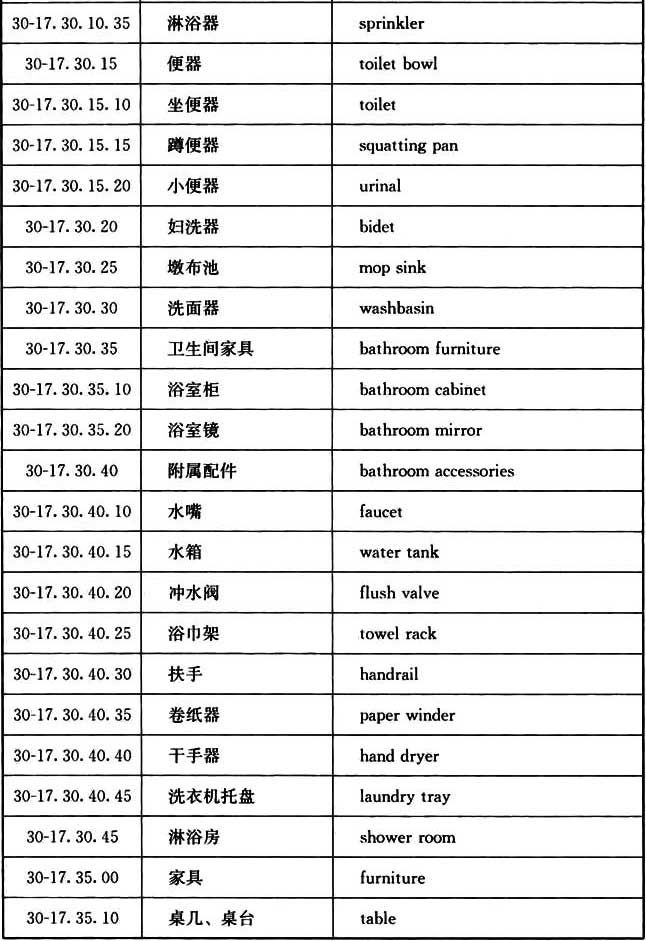 30-17.30.10.35 淋浴器 sprinkler
30-17.30.15 便器 toilet bowl
30-17.30.15.10 坐便器 toilet
30-17.30.15.15 蹲便器 squatting pan
30-17.30.15.20 小便器 urinal
30-17.30.20 妇洗器 bidet
30-17.30.25 墩布池 mop sink
30-17.30.30 洗面器 washbasin
30-17.30.35 卫生间家具 bathroom furniture
30-17.30.35.10 浴室柜 bathroom cabinet
30-17.30.35.20 浴室镜 bathroom mirror
30-17.30.40 附属配件 bathroom accessories
30-17.30.40.10 水嘴 faucet
30-17.30.40.15 水箱 water tank
30-17.30.40.20 冲水阀 flush valve
30-17.30.40.25 浴巾架 towel rack
30-17.30.40.30 扶手 handrail
30-17.30.40.35 卷纸器 paper winder
30-17.30.40.40 干手器 hand dryer
30-17.30.40.45 洗衣机托盘 laundry tray
30-17.30.45 淋浴房 shower room
30-17.35.00 家具 furniture
30-17.35.10 桌几、桌台 table